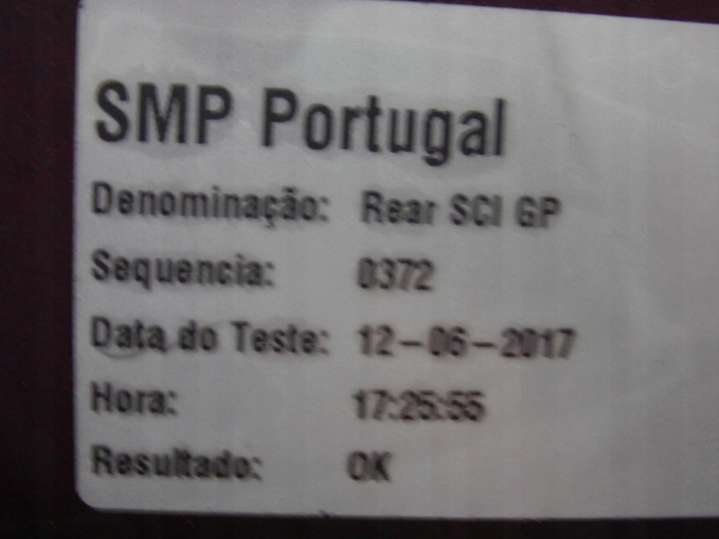 SMP Portugal
Denominação: Rear SCI GP
Sequencia: 0372
Data do Teste: 12-06-2017
Hora: 17:25:55
Resultado: OK